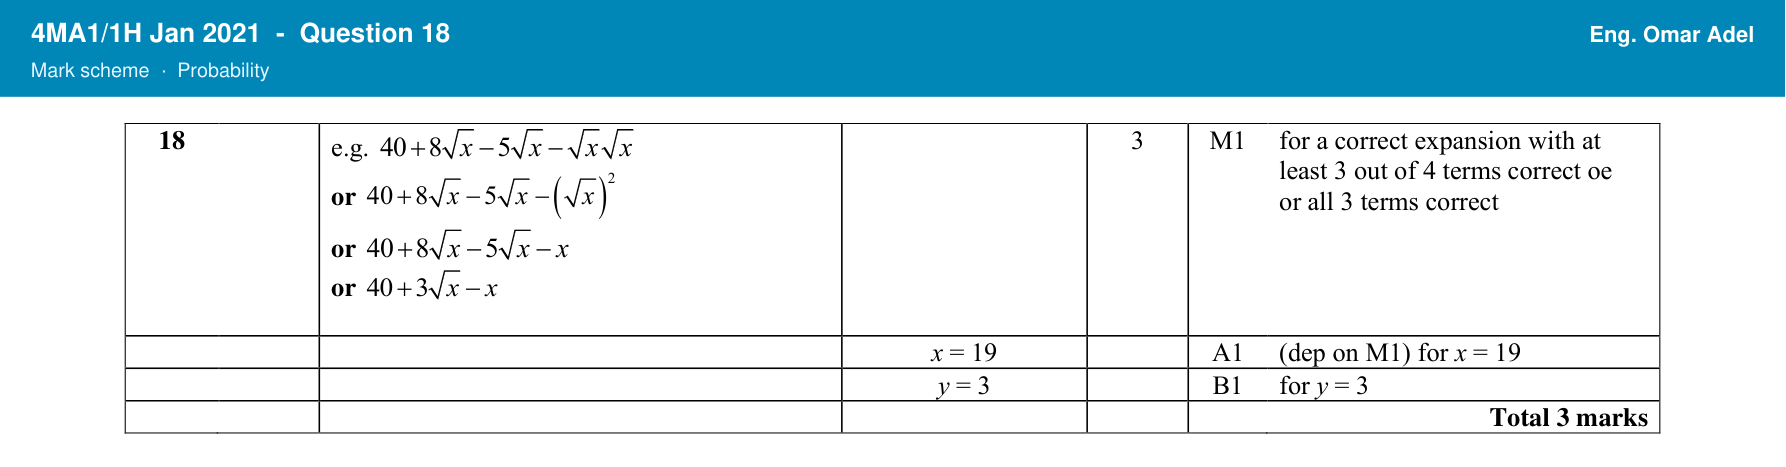 4MA1/1H Jan 2021 - Question 18
Eng. Omar Adel
Mark scheme · Probability
18
e.g. 40+8√x−5√x−√x√x
or 40+8√x−5√x−(√x)²
or 40+8√x−5√x−x
or 40+3√x−x
3
M1 for a correct expansion with at
least 3 out of 4 terms correct oe
or all 3 terms correct
x = 19 A1 (dep on M1) for x = 19
y = 3 B1 for y = 3
Total 3 marks